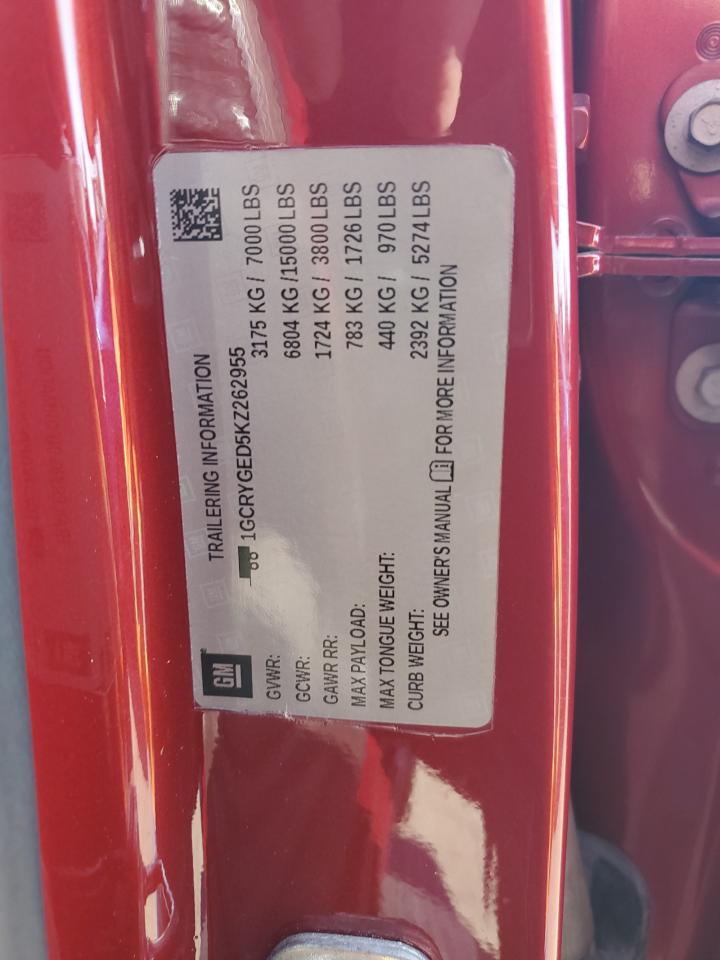 GM
TRAILERING INFORMATION
1GCRYGED5KZ262955
GVWR: 3175 KG / 7000 LBS
GCWR: 6804 KG /15000 LBS
GAWR RR: 1724 KG / 3800 LBS
MAX PAYLOAD: 783 KG / 1726 LBS
MAX TONGUE WEIGHT: 440 KG / 970 LBS
CURB WEIGHT: 2392 KG / 5274 LBS
SEE OWNER'S MANUAL FOR MORE INFORMATION